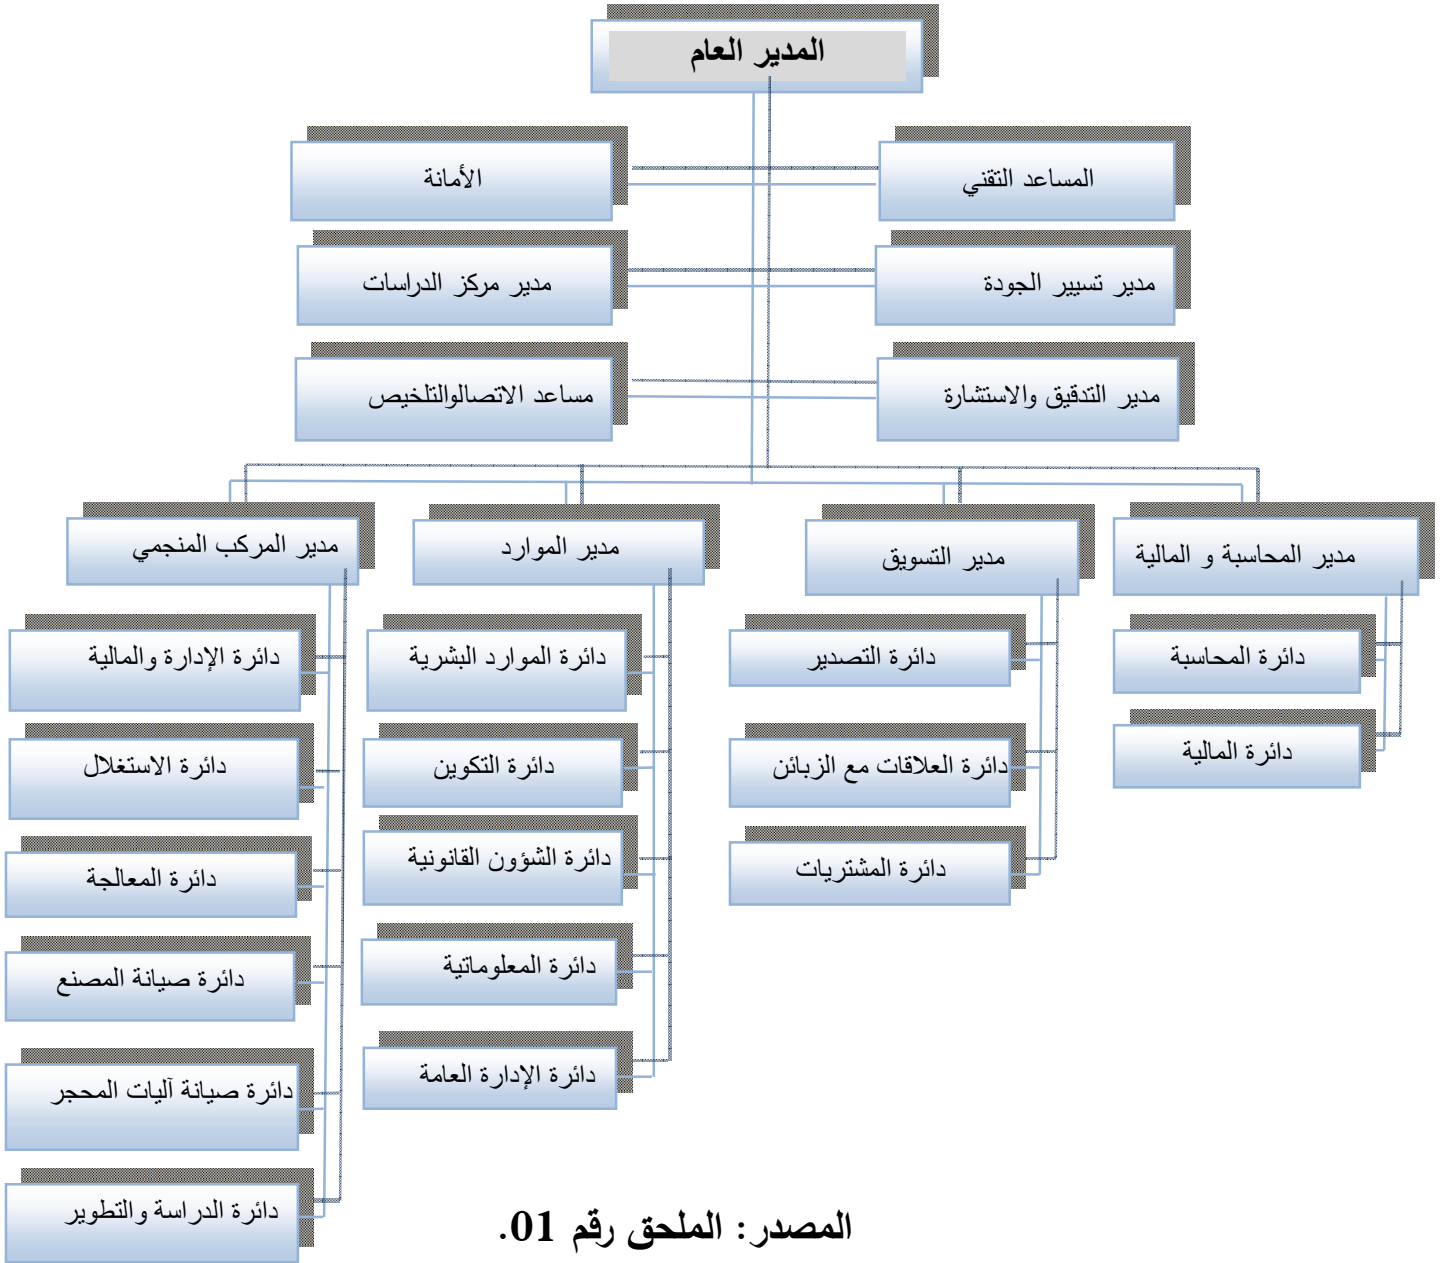 المدير العام
المساعد التقني
الأمانة
مدير تسيير الجودة
مدير مركز الدراسات
مدير التدقيق والاستشارة
مساعد الاتصالوالتلخيص
مدير المحاسبة و المالية
مدير التسويق
مدير الموارد
مدير المركب المنجمي
دائرة المحاسبة
دائرة المالية
دائرة التصدير
دائرة العلاقات مع الزبائن
دائرة المشتريات
دائرة الموارد البشرية
دائرة التكوين
دائرة الشؤون القانونية
دائرة المعلوماتية
دائرة الإدارة العامة
دائرة الإدارة والمالية
دائرة الاستغلال
دائرة المعالجة
دائرة صيانة المصنع
دائرة صيانة آليات المحجر
دائرة الدراسة والتطوير
المصدر: الملحق رقم 01.